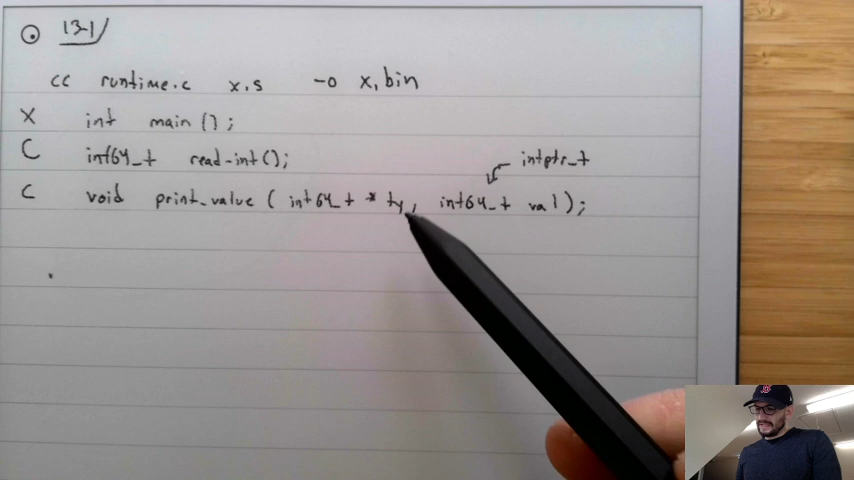 13-1/
cc runtime.c x.s -o x.bin
X int main();
C int64_t read-int();
intptr_t
C void print_value (int64_t * ty, int64_t val);